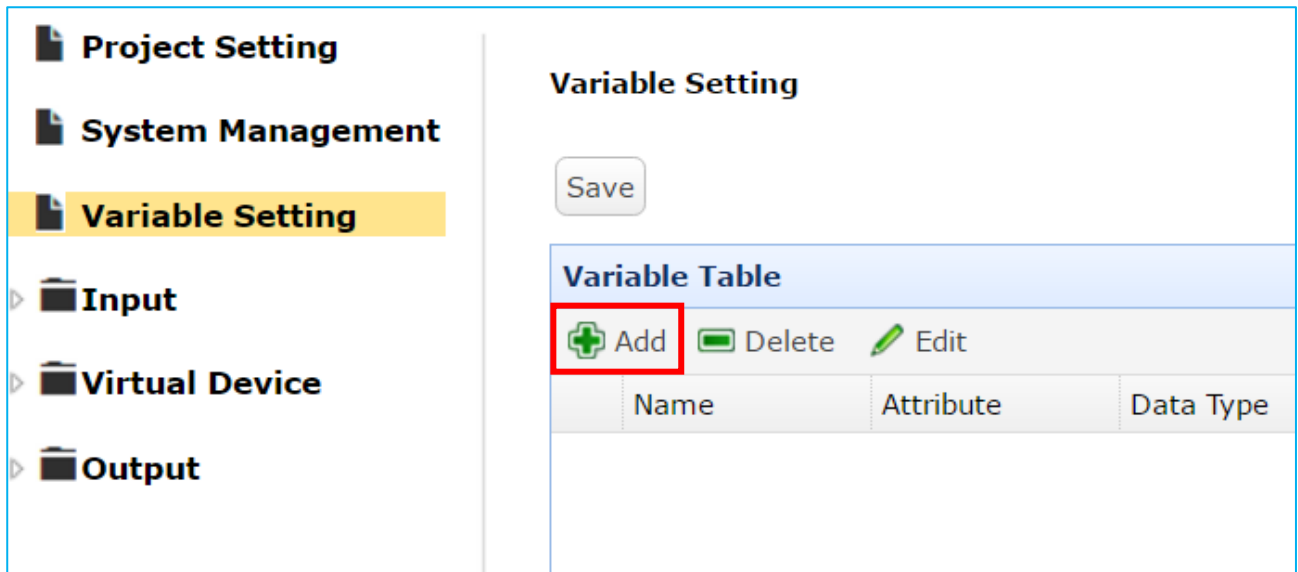 Project Setting
System Management
Variable Setting
Input
Virtual Device
Output
Variable Setting
Save
Variable Table
Add Delete Edit
Name Attribute Data Type